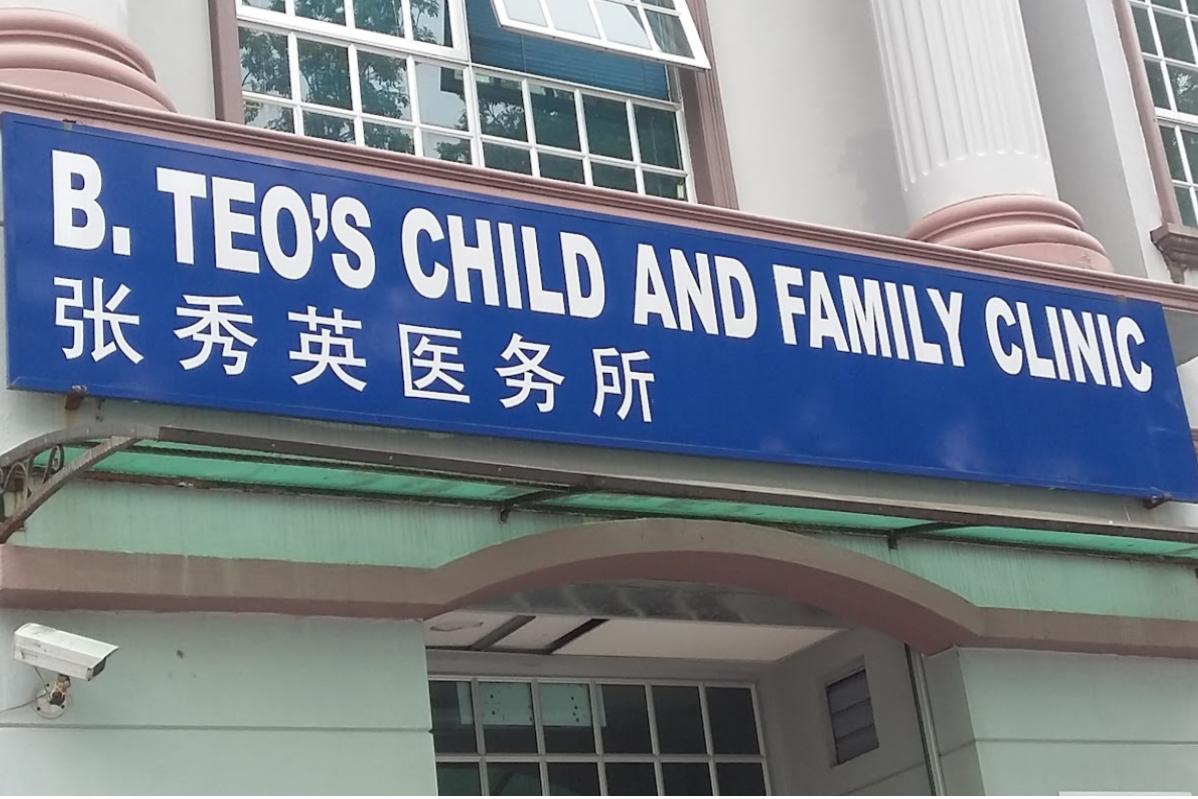 B. TEO'S CHILD AND FAMILY CLINIC
张秀英医务所